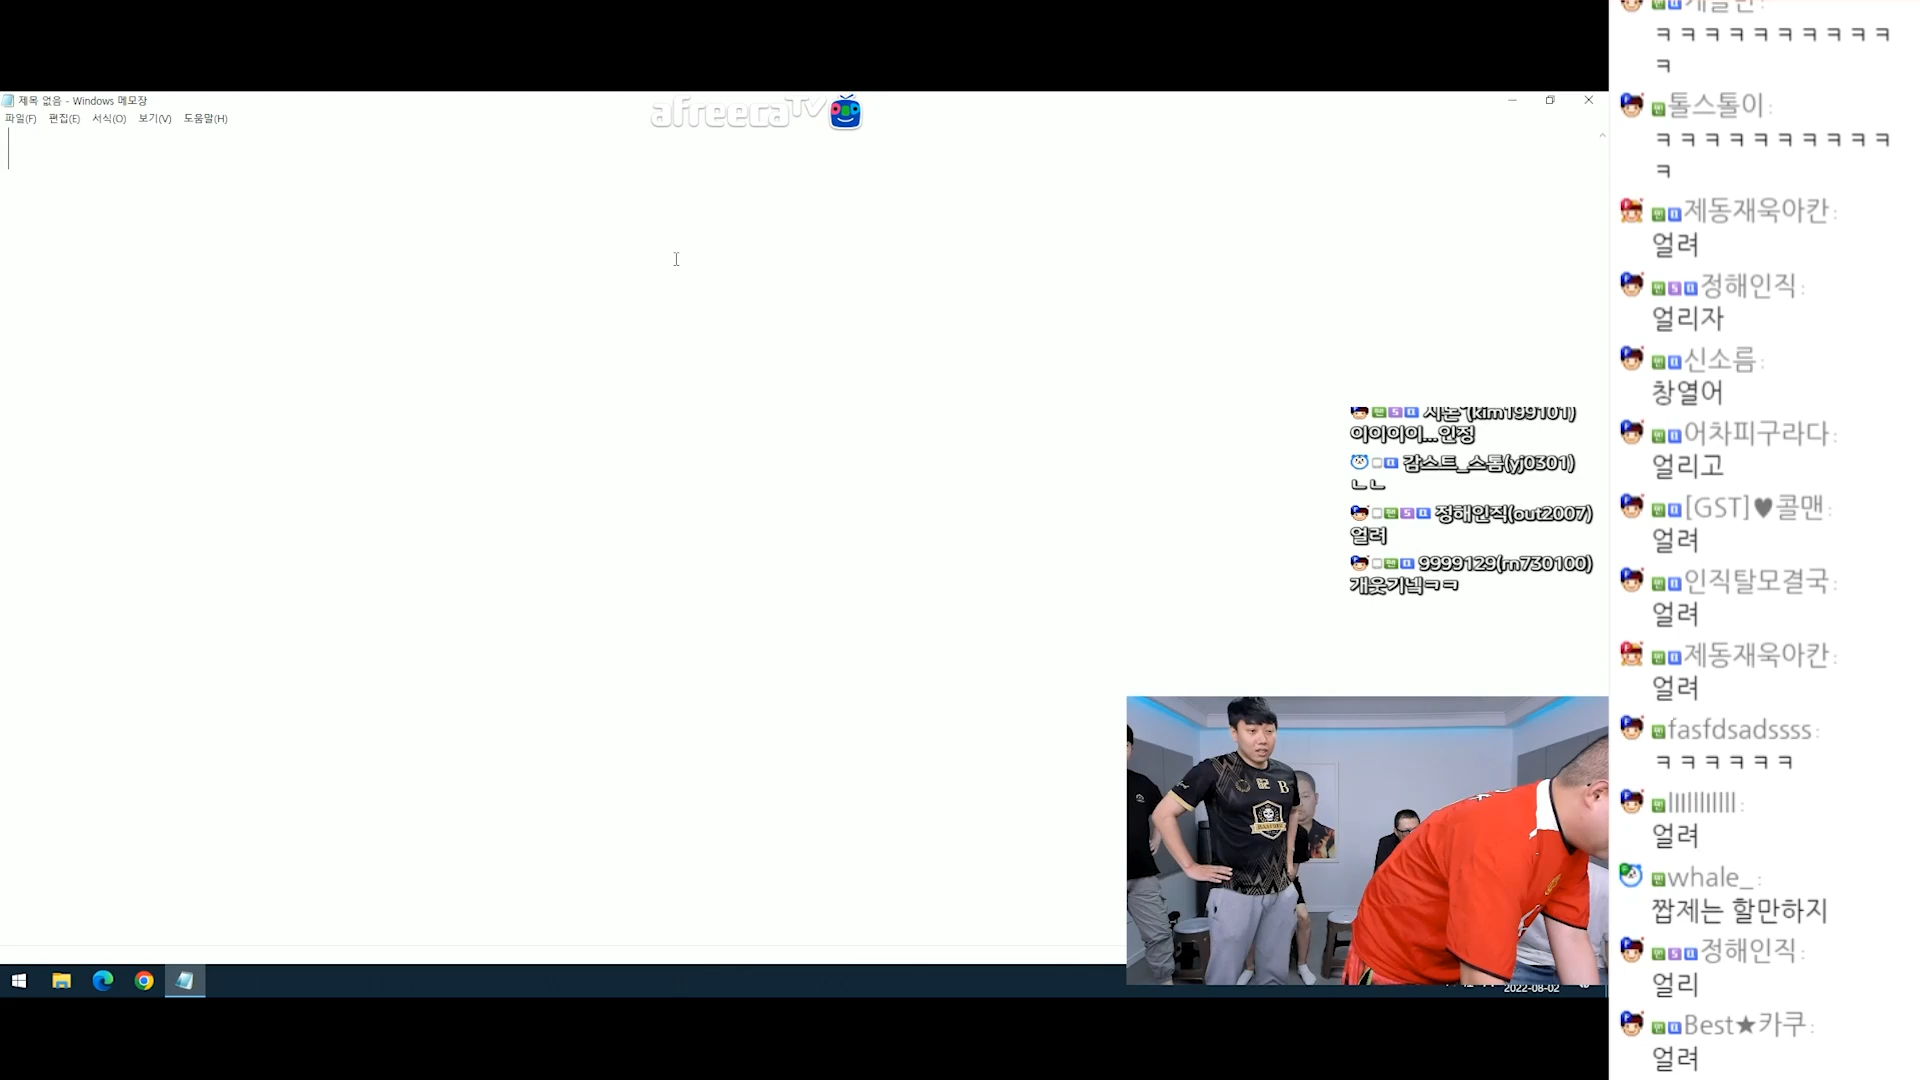 제목 없음 - Windows 메모장
파일(F) 편집(E) 서식(O) 보기(V) 도움말(H)
afreecaTV
(kim199101)
이이이이...인정
감스트_스톰(yj0301)
ㄴㄴ
정해인직(out2007)
얼려
9999129(rn730100)
개웃기넼ㅋㅋ
B
2022-08-02
ㅋㅋㅋㅋㅋㅋㅋㅋㅋㅋ
ㅋ
톨스톨이:
ㅋㅋㅋㅋㅋㅋㅋㅋㅋㅋ
ㅋ
제동재욱아칸:
얼려
정해인직:
얼리자
신소름:
창열어
어차피구라다:
얼리고
[GST]♥콜맨:
얼려
인직탈모결국:
얼려
제동재욱아칸:
얼려
fasfdsadssss:
ㅋㅋㅋㅋㅋㅋ
얼려
whale_:
짭제는 할만하지
정해인직:
얼리
Best★카쿠:
얼려